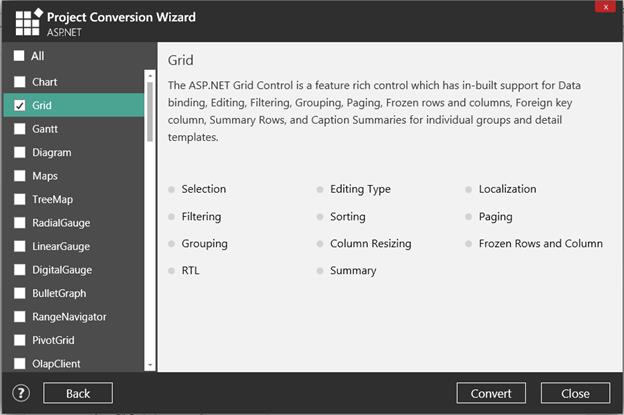 Project Conversion Wizard
ASP.NET
x
All
Chart
Grid
Gantt
Diagram
Maps
TreeMap
RadialGauge
LinearGauge
DigitalGauge
BulletGraph
RangeNavigator
PivotGrid
OlapClient
Grid
The ASP.NET Grid Control is a feature rich control which has in-built support for Data
binding, Editing, Filtering, Grouping, Paging, Frozen rows and columns, Foreign key
column, Summary Rows, and Caption Summaries for individual groups and detail
templates.
Selection Editing Type Localization
Filtering Sorting Paging
Grouping Column Resizing Frozen Rows and Column
RTL Summary
? Back Convert Close